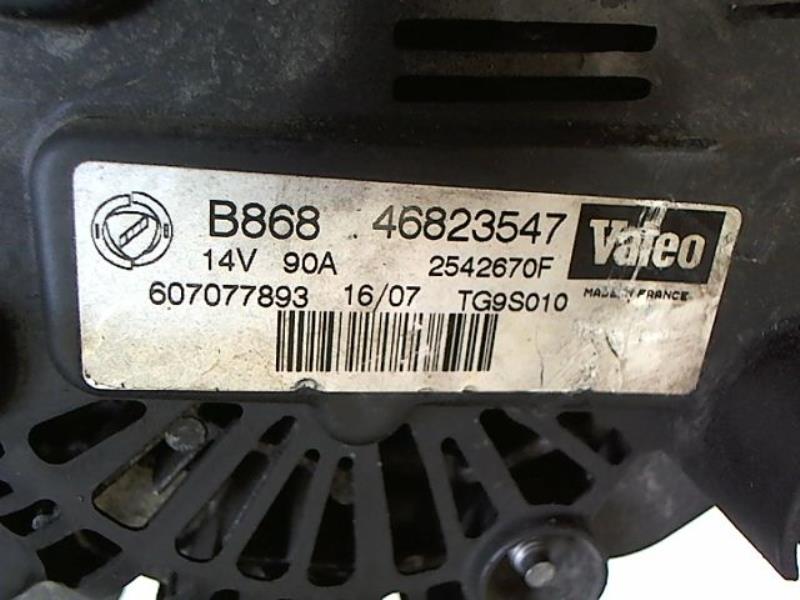 B868 46823547
Valeo
14V 90A 2542670F
MADE IN FRANCE
607077893 16/07 TG9S010